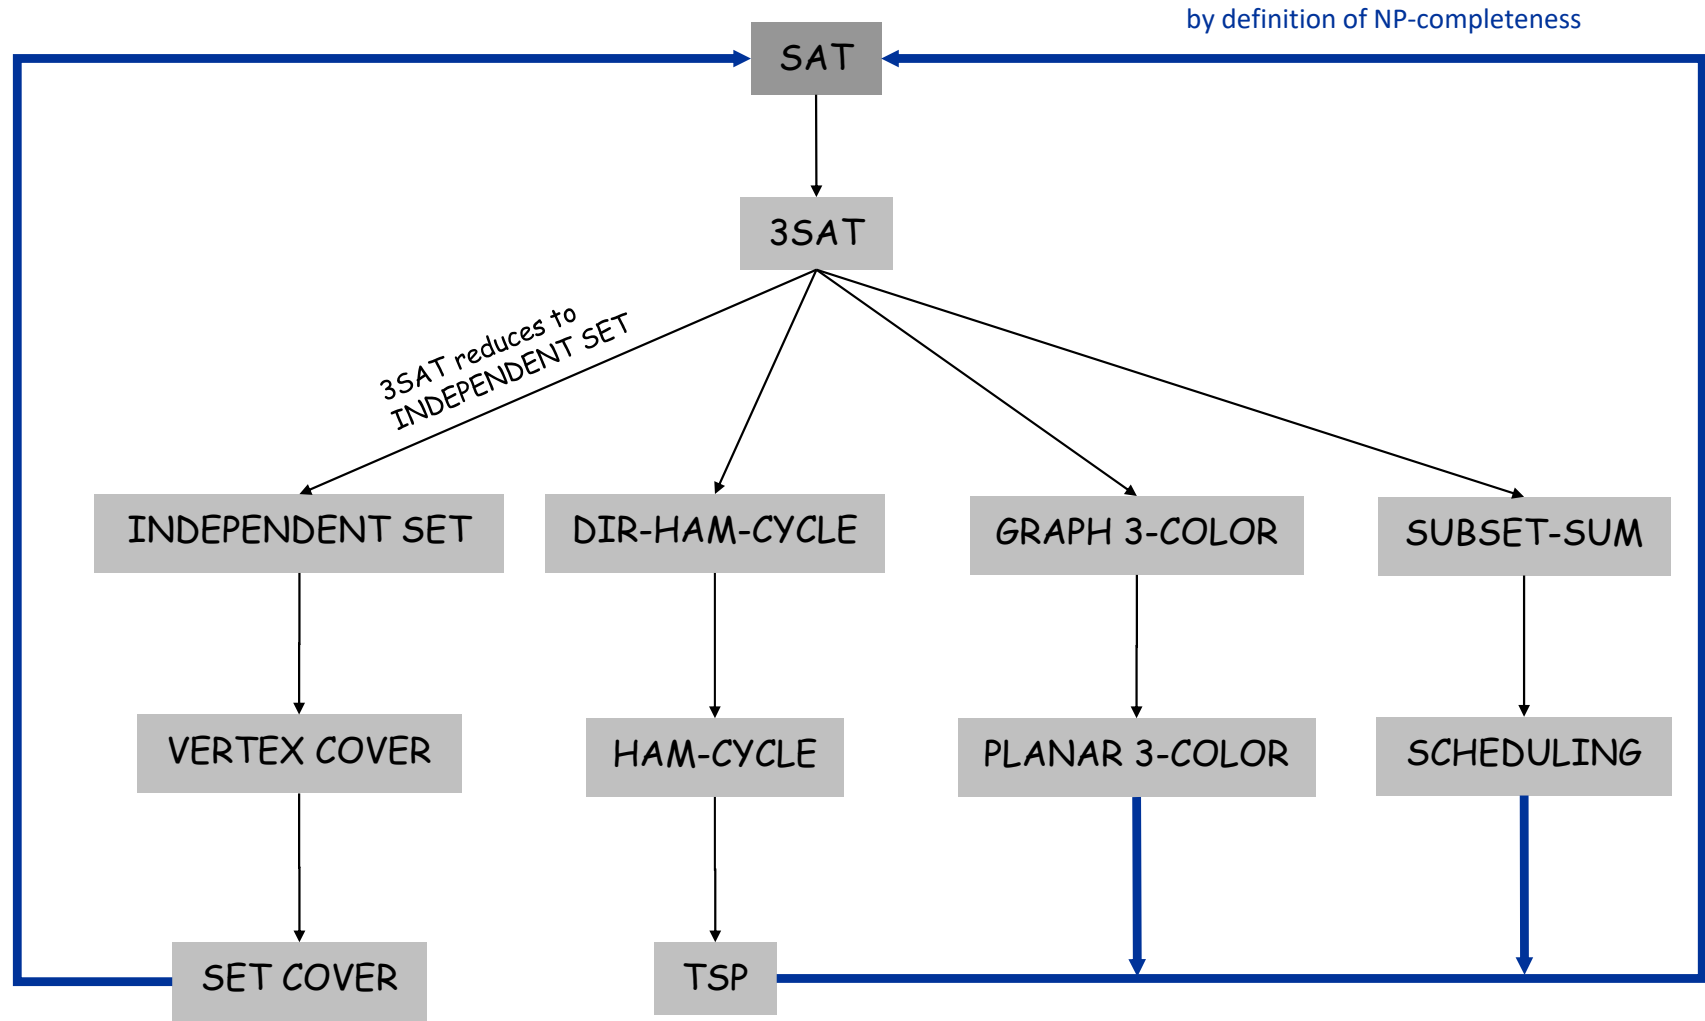 by definition of NP-completeness
SAT
3SAT
3SAT reduces to
INDEPENDENT SET
INDEPENDENT SET
DIR-HAM-CYCLE
GRAPH 3-COLOR
SUBSET-SUM
VERTEX COVER
HAM-CYCLE
PLANAR 3-COLOR
SCHEDULING
SET COVER
TSP